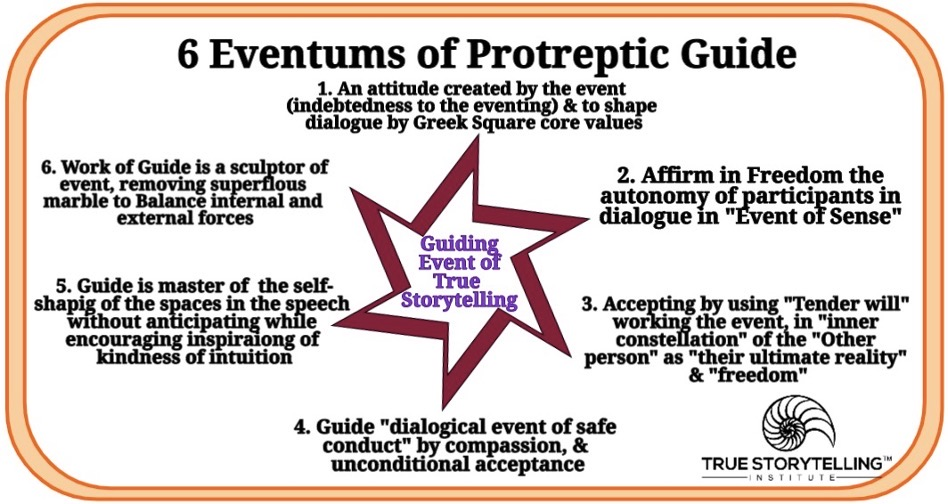 6 Eventums of Protreptic Guide
1. An attitude created by the event
(indebtedness to the eventing) & to shape
dialogue by Greek Square core values
2. Affirm in Freedom the
autonomy of participants in
dialogue in "Event of Sense"
3. Accepting by using "Tender will"
working the event, in "inner
constellation" of the "Other
person" as "their ultimate reality"
& "freedom"
4. Guide "dialogical event of safe
conduct" by compassion, &
unconditional acceptance
5. Guide is master of the self-
shapig of the spaces in the speech
without anticipating while
encouraging inspiraiong of
kindness of intuition
6. Work of Guide is a sculptor of
event, removing superflous
marble to Balance internal and
external forces
Guiding
Event of
True
Storytelling
TRUE STORYTELLING™
INSTITUTE